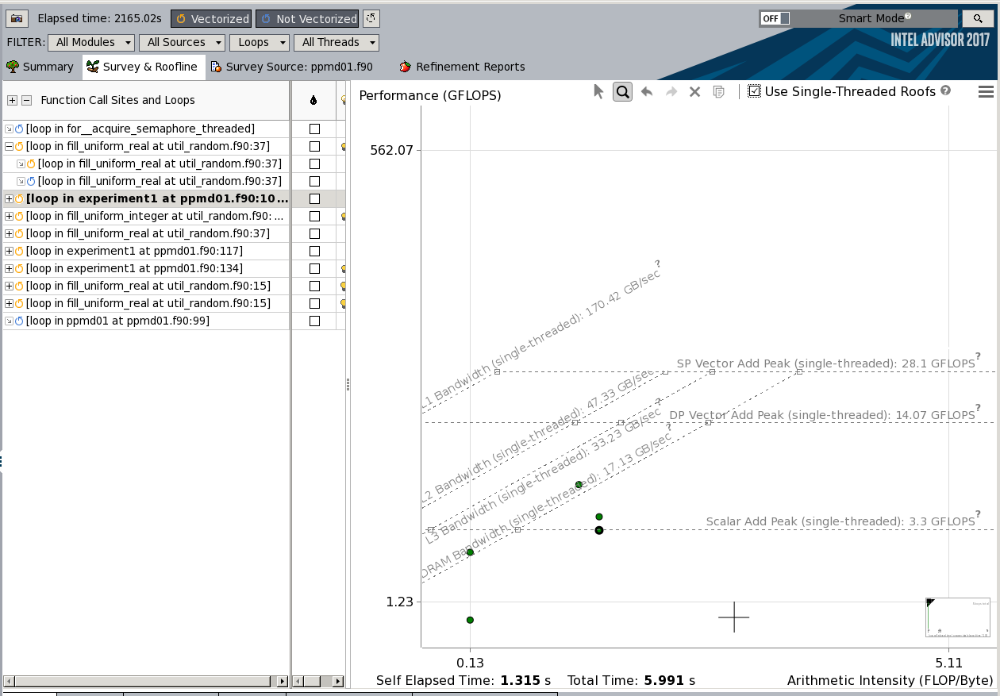 Elapsed time: 2165.02s Vectorized Not Vectorized OFF Smart Mode?
FILTER: All Modules All Sources Loops All Threads INTEL ADVISOR 2017
Summary Survey & Roofline Survey Source: ppmd01.f90 Refinement Reports
Function Call Sites and Loops
[loop in for__acquire_semaphore_threaded]
[loop in fill_uniform_real at util_random.f90:37]
[loop in fill_uniform_real at util_random.f90:37]
[loop in fill_uniform_real at util_random.f90:37]
[loop in experiment1 at ppmd01.f90:10 ...
[loop in fill_uniform_integer at util_random.f90: ...
[loop in fill_uniform_real at util_random.f90:37]
[loop in experiment1 at ppmd01.f90:117]
[loop in experiment1 at ppmd01.f90:134]
[loop in fill_uniform_real at util_random.f90:15]
[loop in fill_uniform_real at util_random.f90:15]
[loop in ppmd01 at ppmd01.f90:99]
Performance (GFLOPS)
Use Single-Threaded Roofs ?
562.07
L1 Bandwidth (single-threaded): 170.42 GB/sec ?
SP Vector Add Peak (single-threaded): 28.1 GFLOPS ?
L2 Bandwidth (single-threaded): 47.33 GB/sec
DP Vector Add Peak (single-threaded): 14.07 GFLOPS ?
L3 Bandwidth (single-threaded): 33.23 GB/sec ?
DRAM Bandwidth (single-threaded): 17.13 GB/sec ?
Scalar Add Peak (single-threaded): 3.3 GFLOPS ?
1.23
0.13 5.11
Self Elapsed Time: 1.315 s Total Time: 5.991 s Arithmetic Intensity (FLOP/Byte)